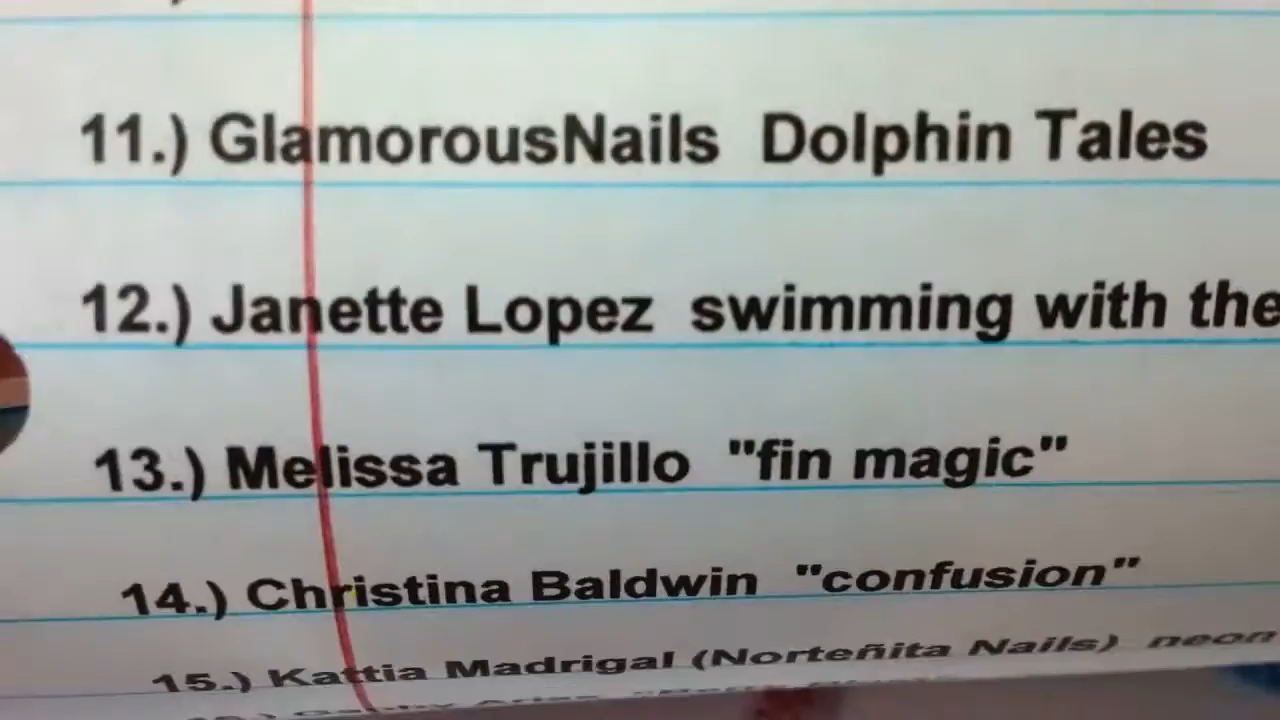 11.) GlamorousNails Dolphin Tales
12.) Janette Lopez swimming with the
13.) Melissa Trujillo "fin magic"
14.) Christina Baldwin "confusion"
15.) Kattia Madrigal (Norteñita Nails) neon